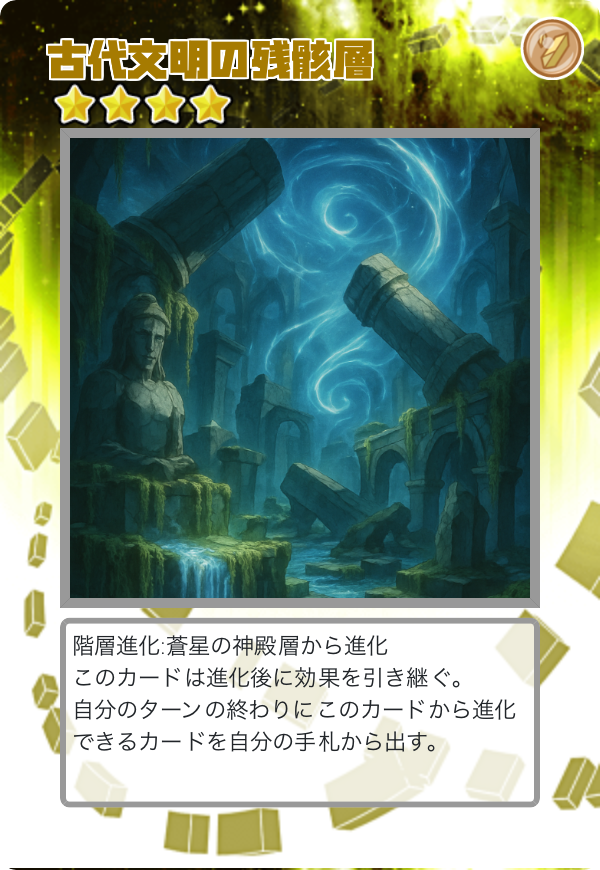 古代文明の残骸層
階層進化:蒼星の神殿層から進化
このカードは進化後に効果を引き継ぐ。
自分のターンの終わりにこのカードから進化
できるカードを自分の手札から出す。